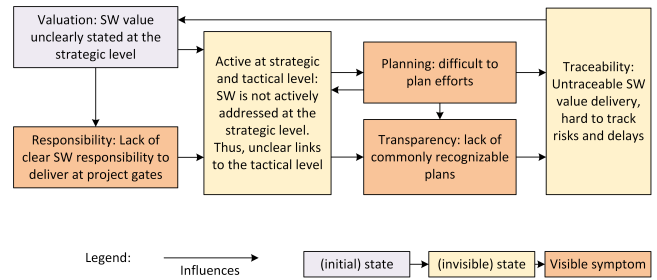 Valuation: SW value
unclearly stated at the
strategic level
Active at strategic
and tactical level:
SW is not actively
addressed at the
strategic level.
Thus, unclear links
to the tactical level
Planning: difficult to
plan efforts
Traceability:
Untraceable SW
value delivery,
hard to track
risks and delays
Responsibility: Lack of
clear SW responsibility to
deliver at project gates
Transparency: lack of
commonly recognizable
plans
Legend:
Influences
(initial) state
(invisible) state
Visible symptom